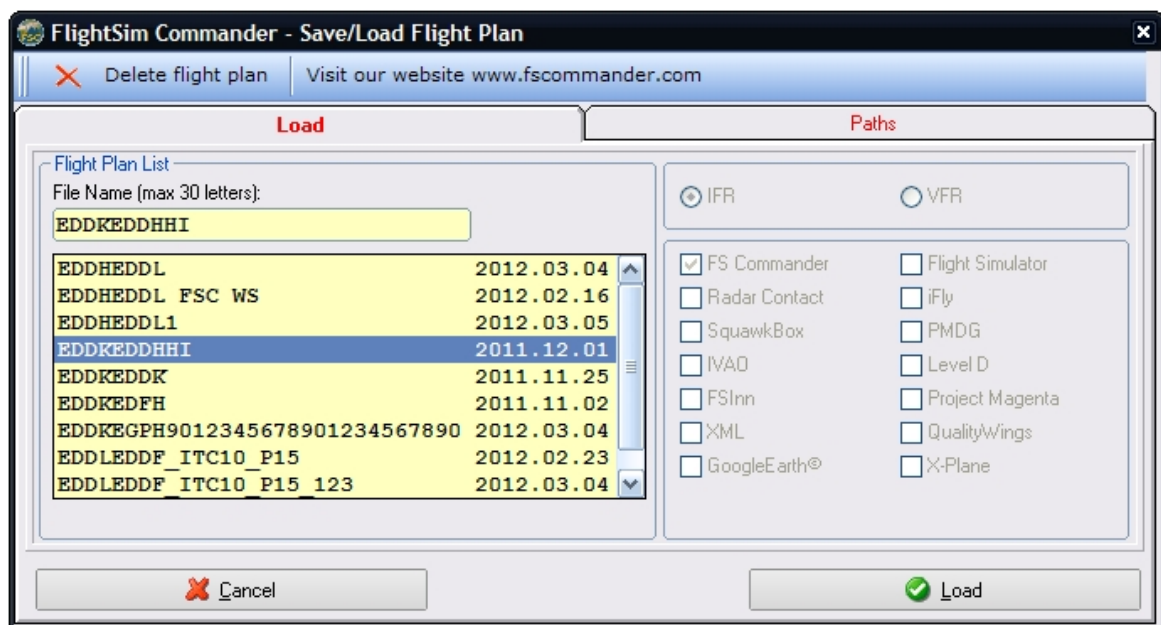 FlightSim Commander - Save/Load Flight Plan
Delete flight plan Visit our website www.fscommander.com
Load Paths
Flight Plan List
File Name (max 30 letters):
EDDKEDDHHI
EDDHEDDL 2012.03.04
EDDHEDDL FSC WS 2012.02.16
EDDHEDDL1 2012.03.05
EDDKEDDHHI 2011.12.01
EDDKEDDK 2011.11.25
EDDKEDFH 2011.11.02
EDDKEGPH9012345678901234567890 2012.03.04
EDDLEDDF_ITC10_P15 2012.02.23
EDDLEDDF_ITC10_P15_123 2012.03.04
IFR VFR
FS Commander Flight Simulator
Radar Contact iFly
SquawkBox PMDG
IVAO Level D
FSInn Project Magenta
XML QualityWings
GoogleEarth© X-Plane
Cancel Load